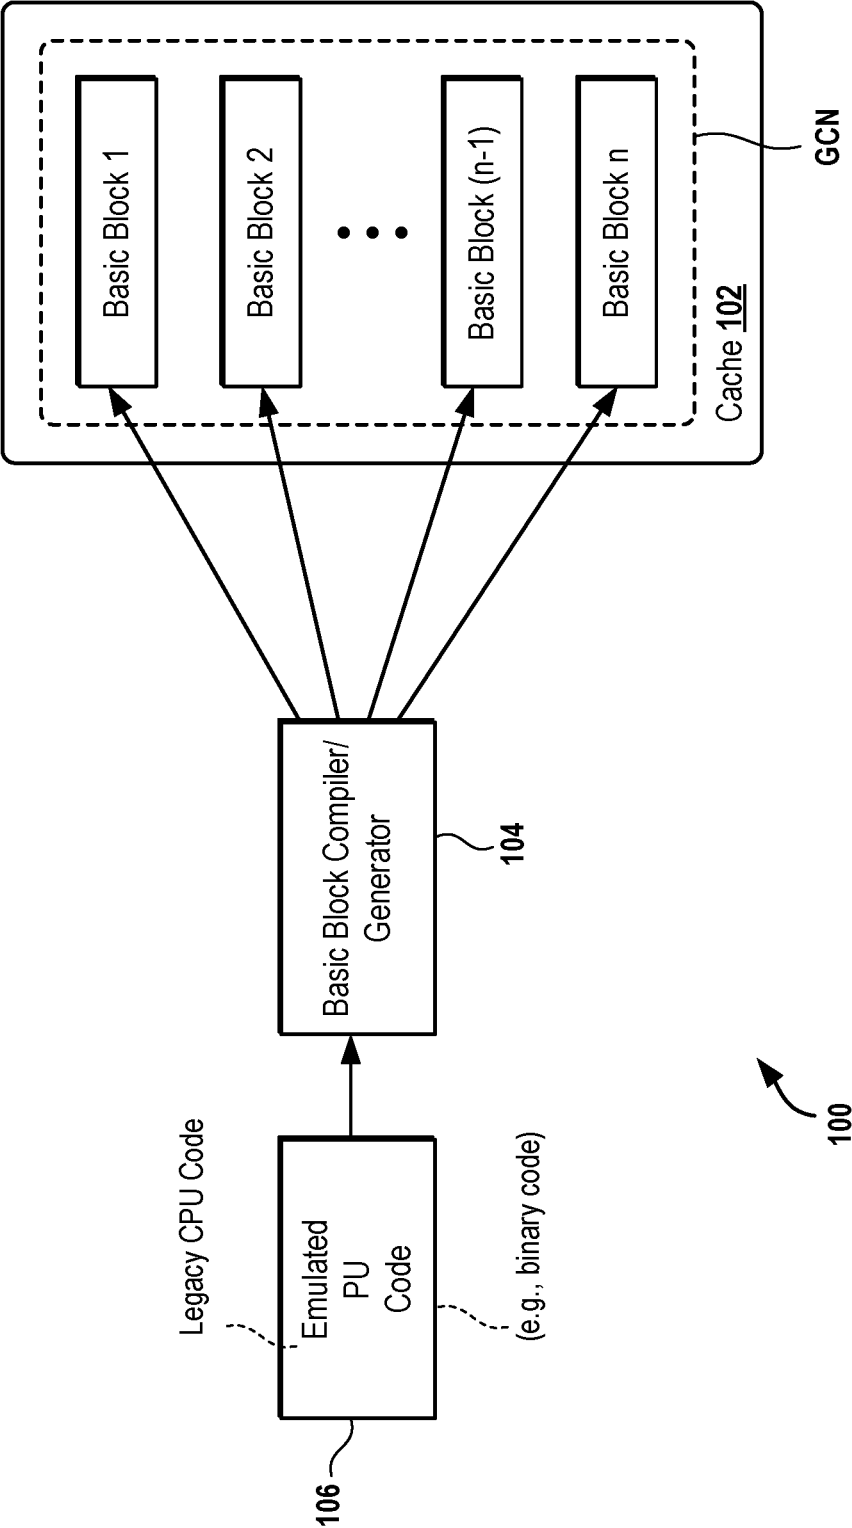 Legacy CPU Code
Emulated
PU
Code
(e.g., binary code)
106
Basic Block Compiler/
Generator
104
Basic Block 1
Basic Block 2
Basic Block (n-1)
Basic Block n
Cache 102
GCN
100